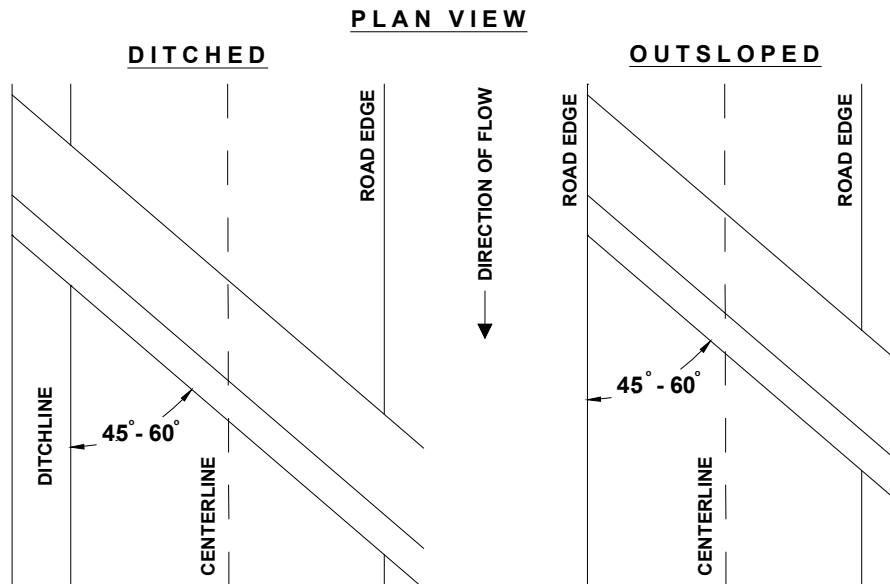 PLAN VIEW
DITCHED
OUTSLOPED
ROAD EDGE
DIRECTION OF FLOW
ROAD EDGE
ROAD EDGE
45° - 60°
45° - 60°
DITCHLINE
CENTERLINE
CENTERLINE